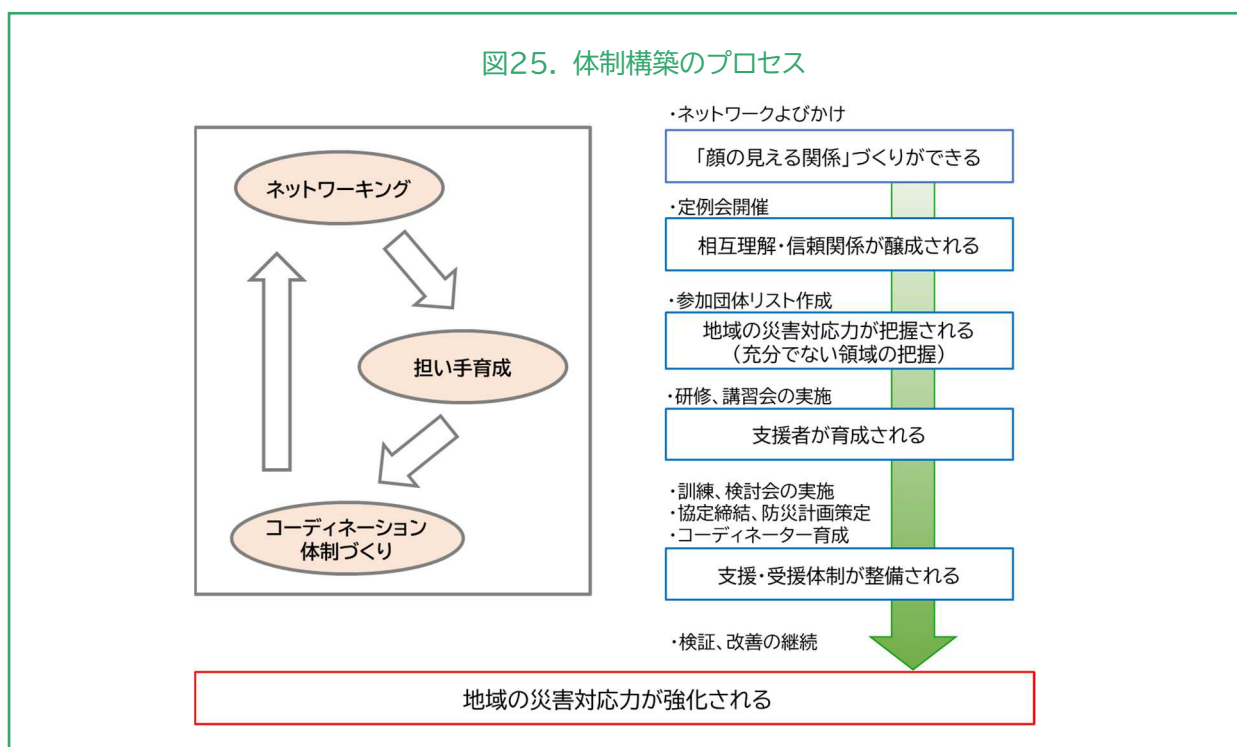 図25. 体制構築のプロセス
ネットワーキング
担い手育成
コーディネーション
体制づくり
・ネットワークよびかけ
「顔の見える関係」づくりができる
・定例会開催
相互理解・信頼関係が醸成される
・参加団体リスト作成
地域の災害対応力が把握される
（充分でない領域の把握）
・研修、講習会の実施
支援者が育成される
・訓練、検討会の実施
・協定締結、防災計画策定
・コーディネーター育成
支援・受援体制が整備される
・検証、改善の継続
地域の災害対応力が強化される